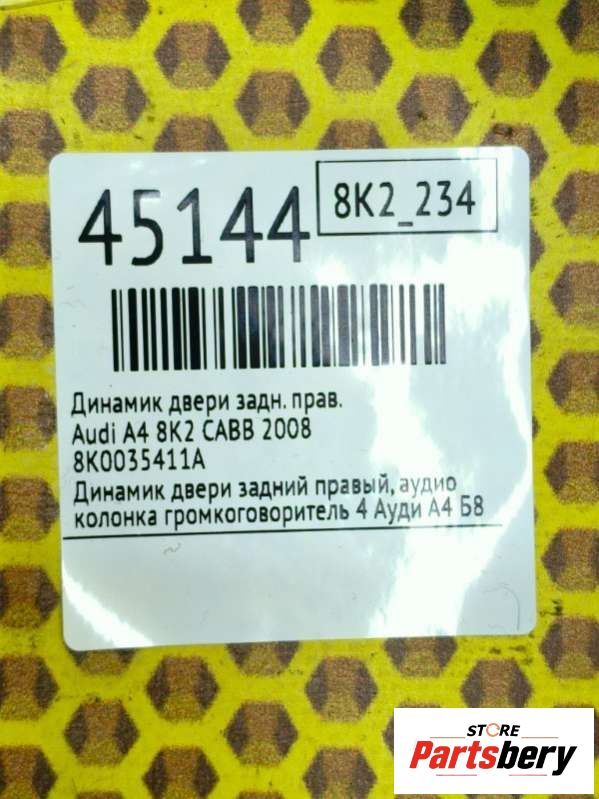 45144
8K2_234
Динамик двери задн. прав.
Audi A4 8K2 CABB 2008
8K0035411A
Динамик двери задний правый, аудио
колонка громкоговоритель 4 Ауди А4 Б8
STORE
Partsbery